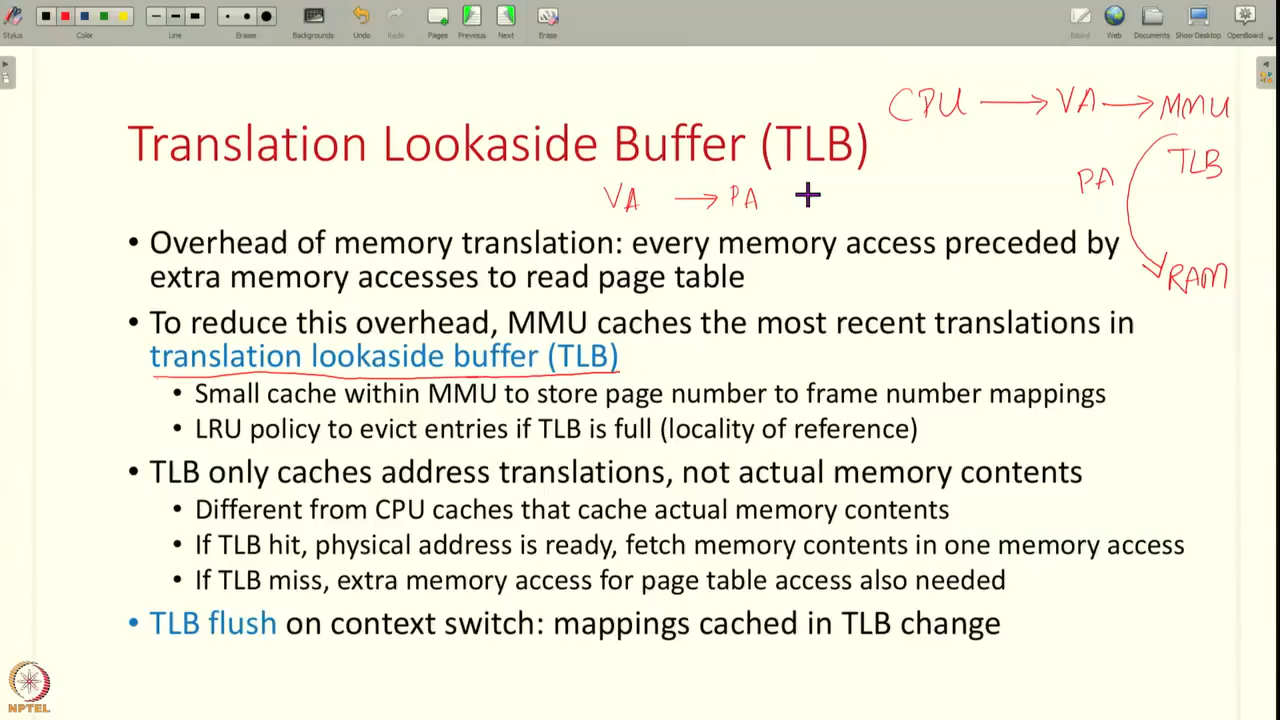 Stylus
Color
Line
Eraser
Backgrounds
Undo
Redo
Pages
Previous
Next
Erase
Board
Web
Documents
Show Desktop
OpenBoard
CPU → VA → MMU
Translation Lookaside Buffer (TLB)
TLB
PA
VA → PA
RAM
• Overhead of memory translation: every memory access preceded by
extra memory accesses to read page table
• To reduce this overhead, MMU caches the most recent translations in
translation lookaside buffer (TLB)
• Small cache within MMU to store page number to frame number mappings
• LRU policy to evict entries if TLB is full (locality of reference)
• TLB only caches address translations, not actual memory contents
• Different from CPU caches that cache actual memory contents
• If TLB hit, physical address is ready, fetch memory contents in one memory access
• If TLB miss, extra memory access for page table access also needed
• TLB flush on context switch: mappings cached in TLB change
NPTEL